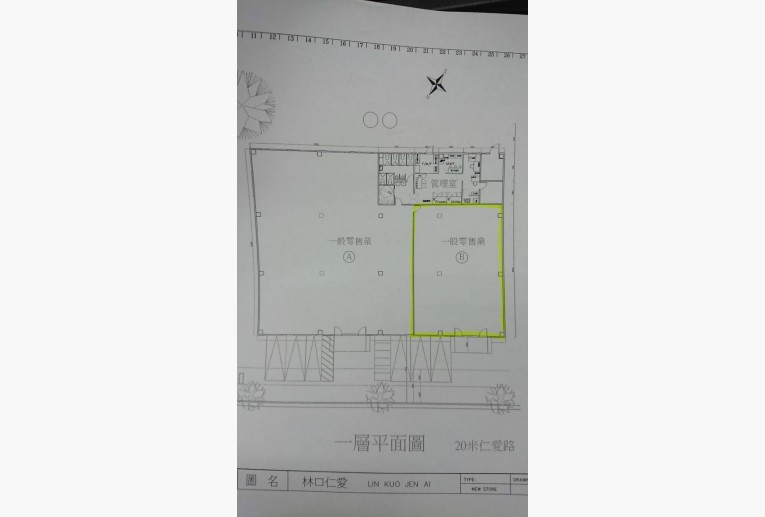 11 12 13 14 15 16 17 18 19 20 21 22 23 24 25 26 27
管理室
一般零售業
A
一般零售業
B
一層平面圖
20米仁愛路
圖名
林口仁愛
LIN KUO JEN AI
TYPE
NEW STORE